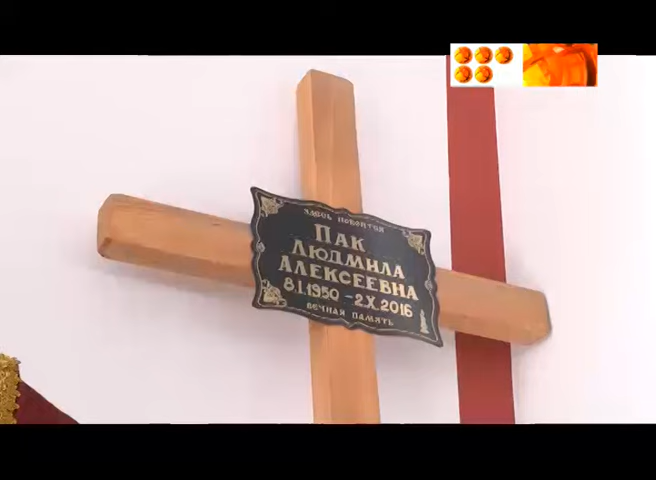 ЗДЕСЬ ПОКОИТСЯ
ПАК
ЛЮДМИЛА
АЛЕКСЕЕВНА
8.I.1950 -2.X.2016
ВЕЧНАЯ ПАМЯТЬ